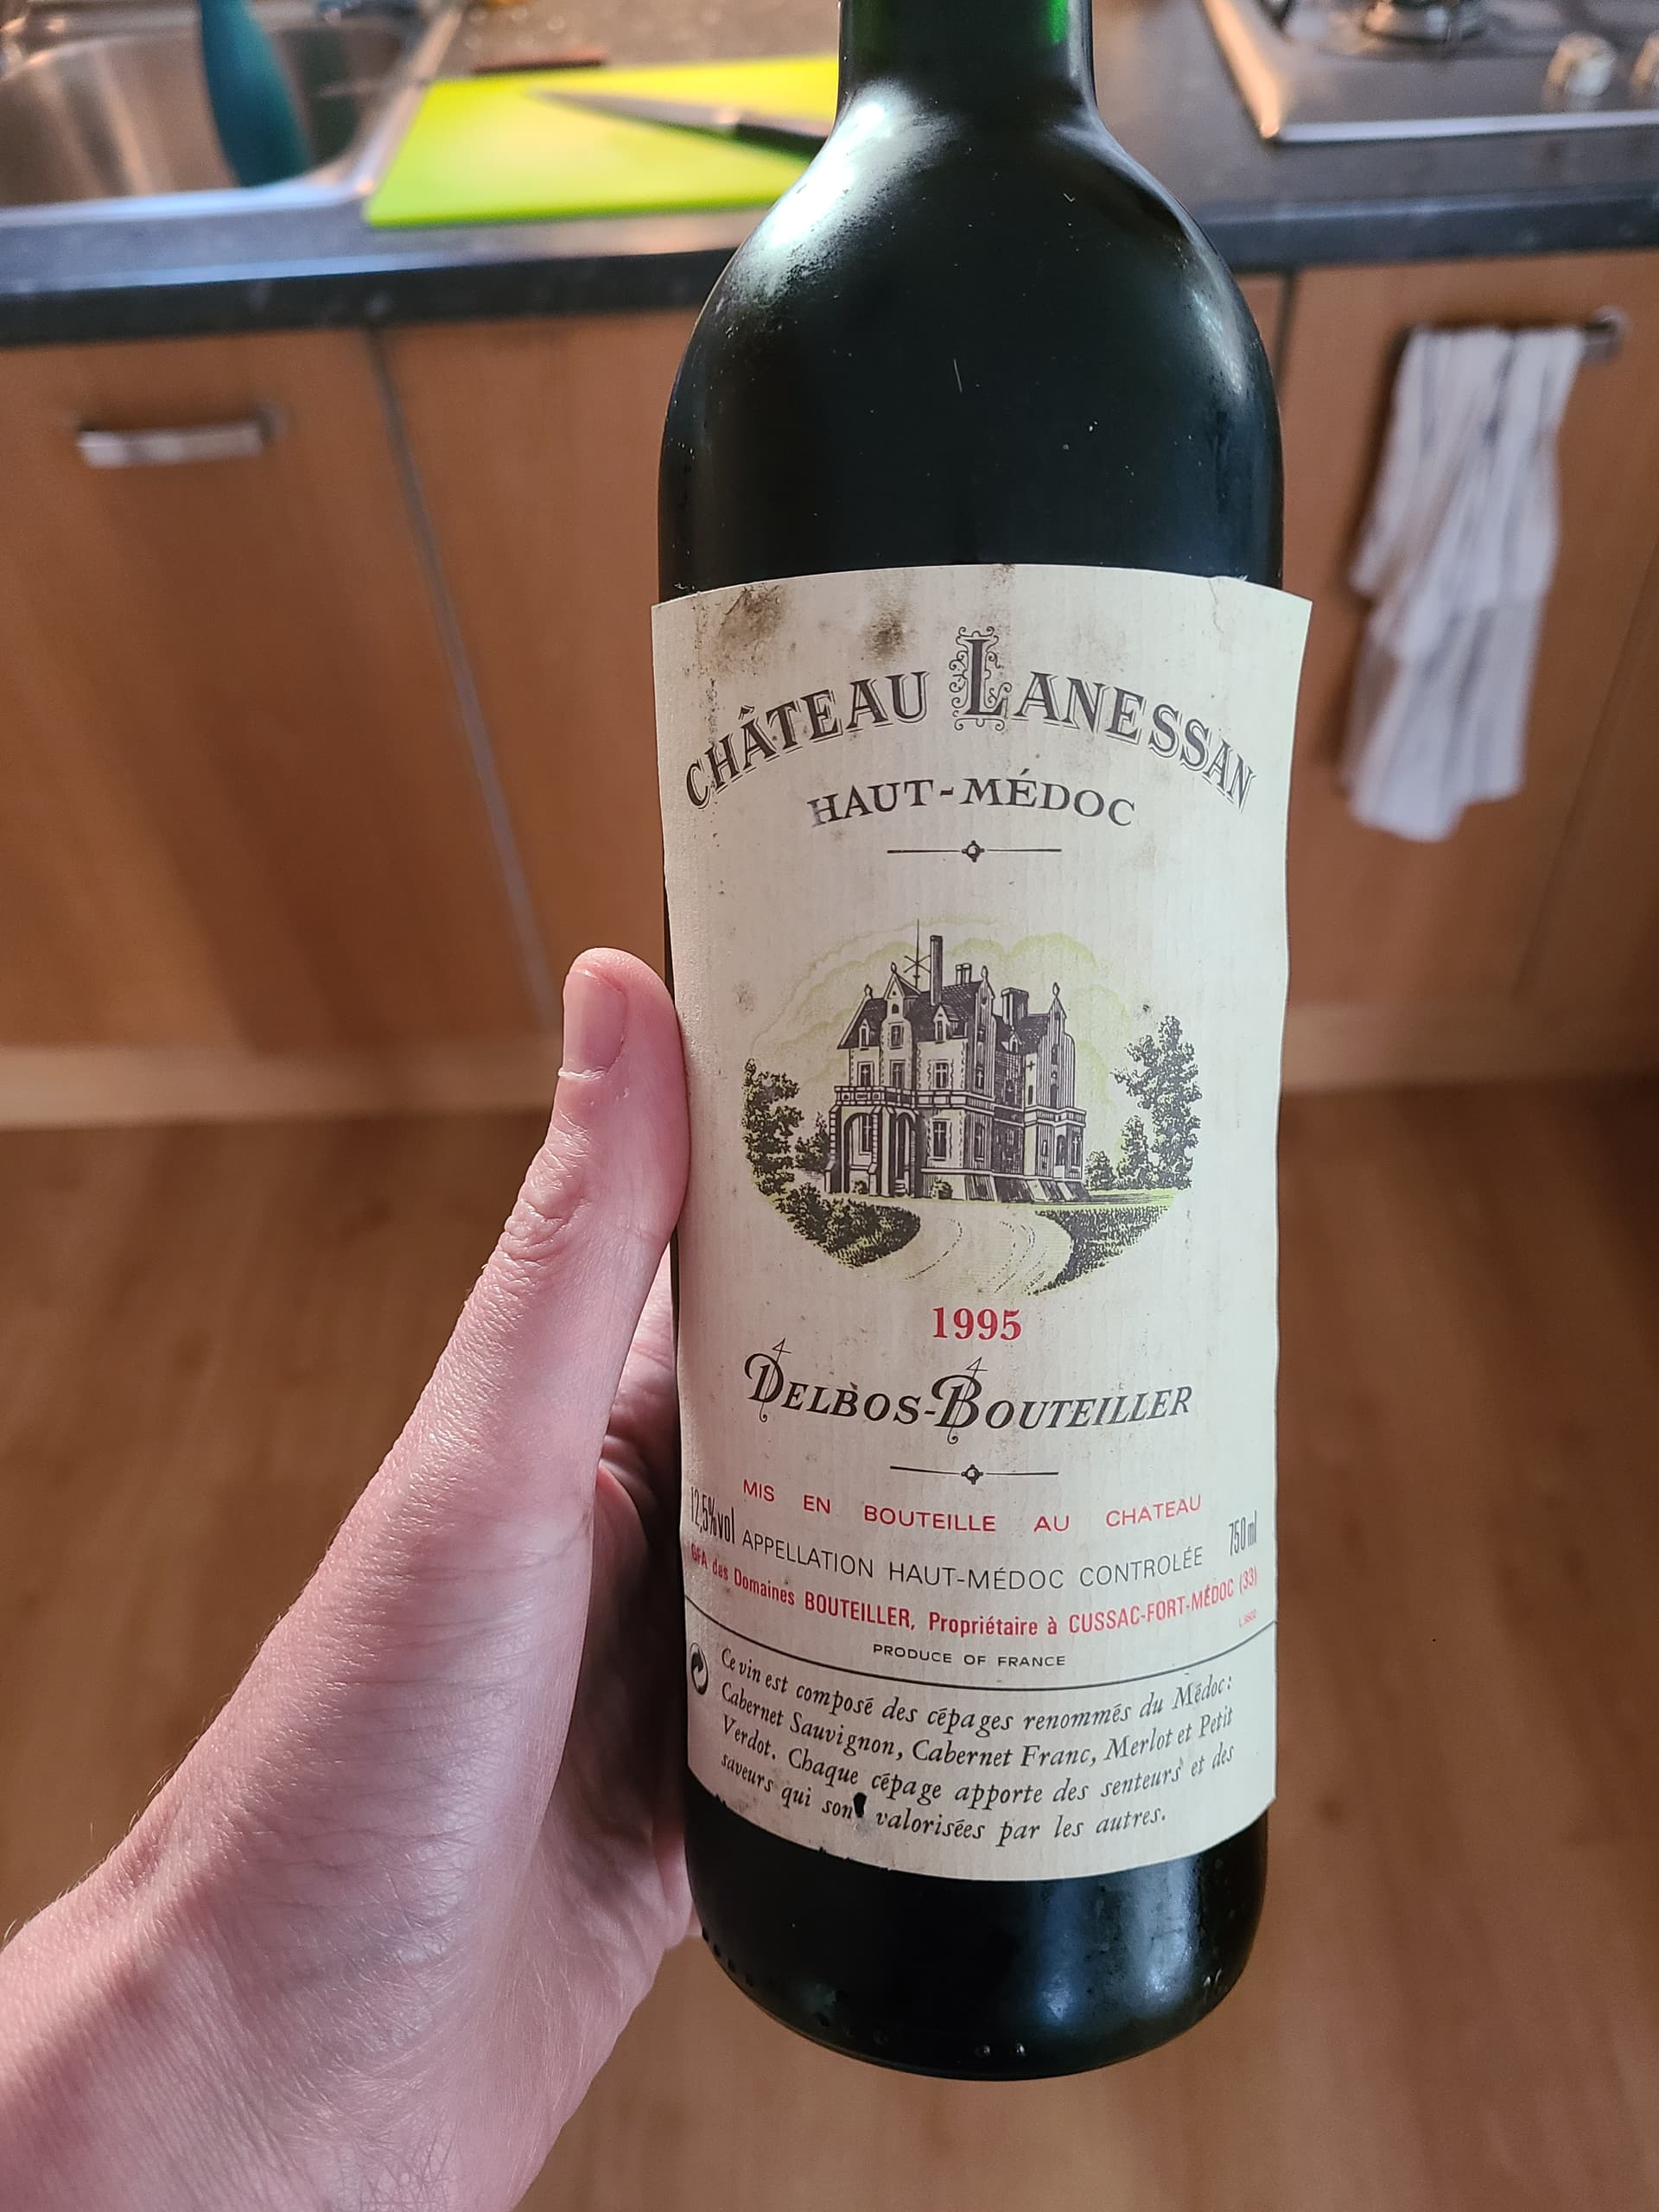 CHÂTEAU LANESSAN
HAUT-MÉDOC
1995
DELBOS-BOUTEILLER
MIS EN BOUTEILLE AU CHATEAU
12,5%vol APPELLATION HAUT-MÉDOC CONTROLÉE 750 ml
GFA des Domaines BOUTEILLER, Propriétaire à CUSSAC-FORT-MÉDOC (33)
PRODUCE OF FRANCE
Ce vin est composé des cépages renommés du Médoc:
Cabernet Sauvignon, Cabernet Franc, Merlot et Petit
Verdot. Chaque cépage apporte des senteurs et des
saveurs qui sont valorisées par les autres.